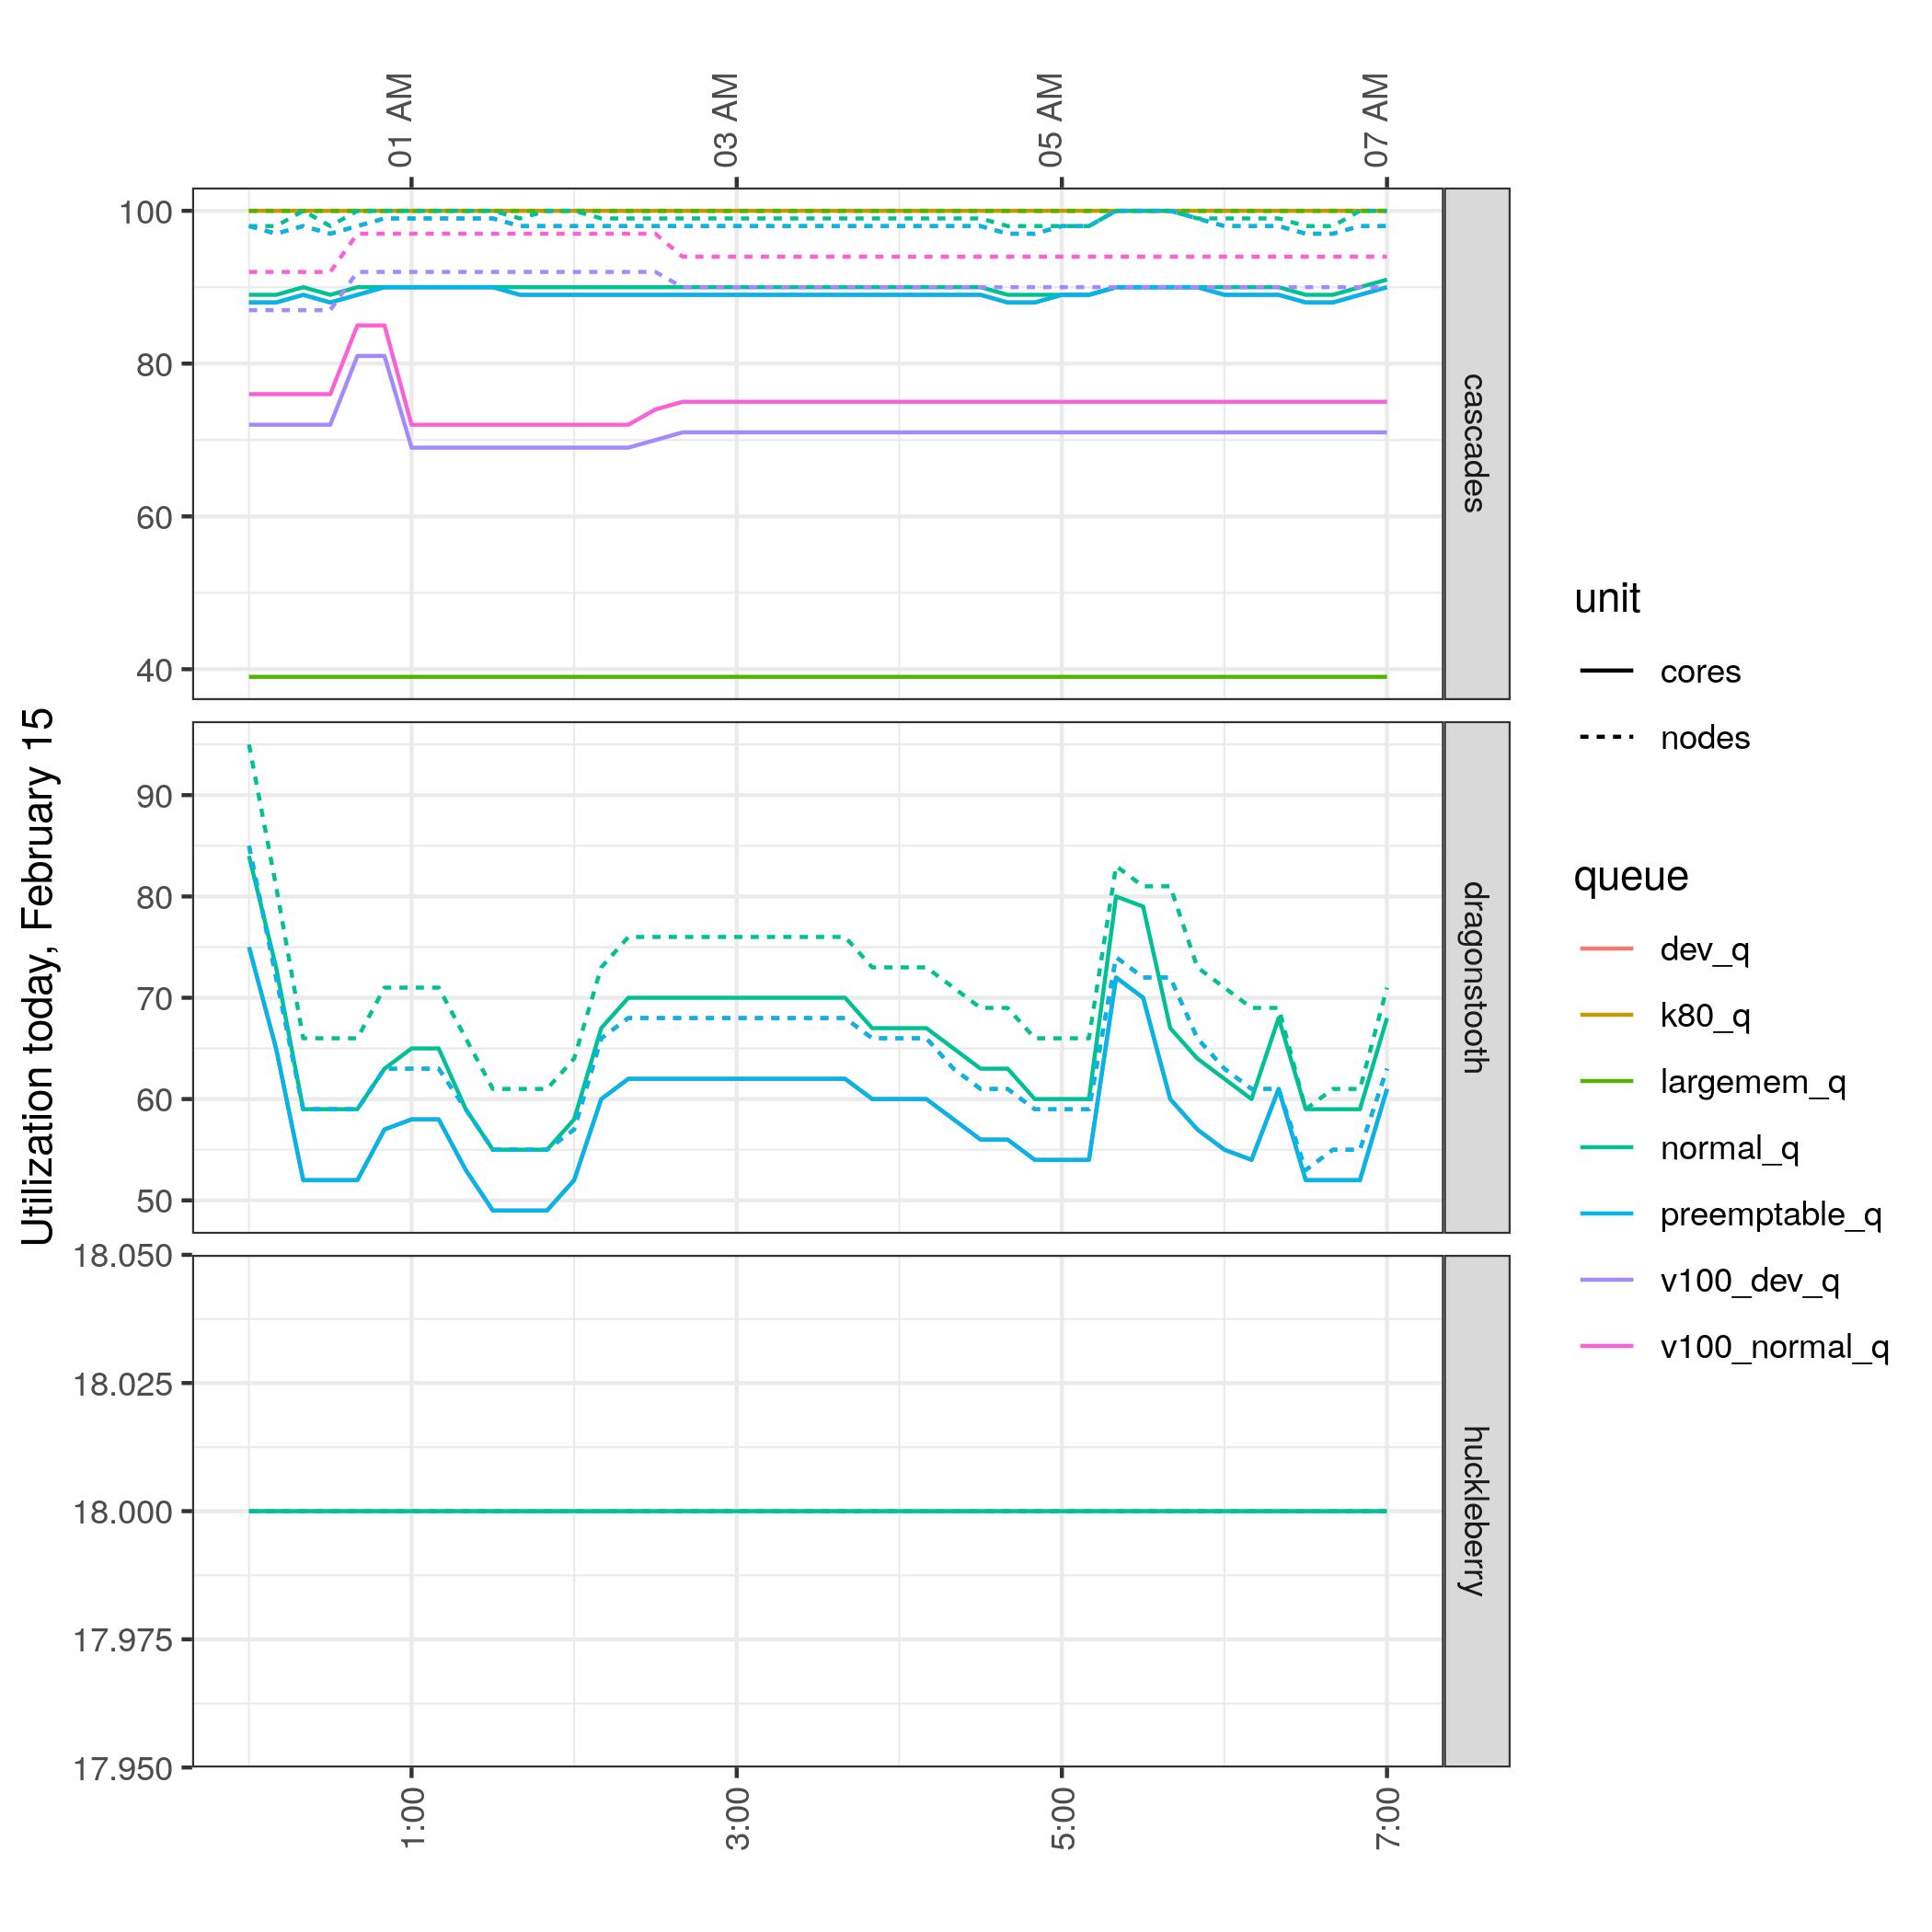 01 AM
03 AM
05 AM
07 AM
Utilization today, February 15
100
80
60
40
cascades
90
80
70
60
50
dragonstooth
18.050
18.025
18.000
17.975
17.950
huckleberry
1:00
3:00
5:00
7:00
unit
cores
nodes
queue
dev_q
k80_q
largemem_q
normal_q
preemptable_q
v100_dev_q
v100_normal_q